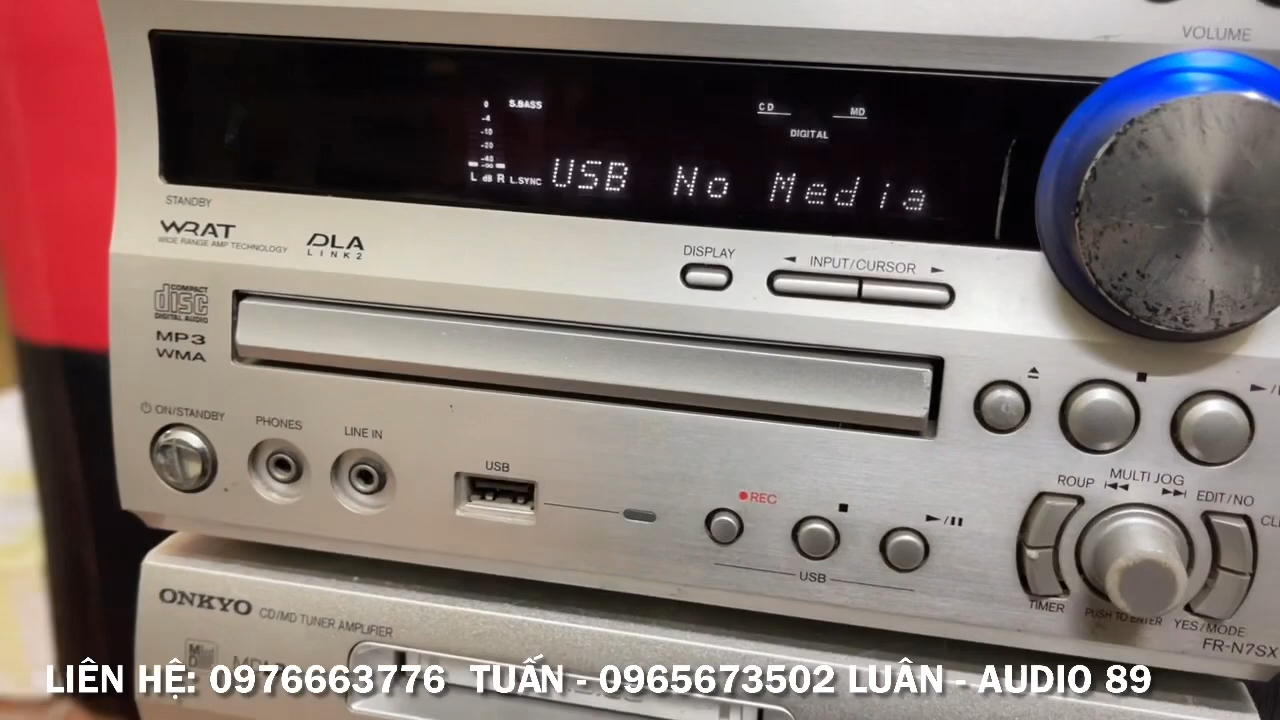 VOLUME
0 S.BASS
-4
-10
-20
-40
-∞
L dB R L.SYNC
CD MD
DIGITAL
USB No Media
STANDBY
WRAT
WIDE RANGE AMP TECHNOLOGY
DLA
LINK2
DISPLAY
◄ INPUT/CURSOR ►
COMPACT
disc
DIGITAL AUDIO
MP3
WMA
ON/STANDBY
PHONES
LINE IN
USB
REC
USB
MULTI JOG
ROUP
EDIT/NO
TIMER
PUSH TO ENTER
YES/MODE
FR-N7SX
ONKYO CD/MD TUNER AMPLIFIER
LIÊN HỆ: 0976663776 TUẤN - 0965673502 LUÂN - AUDIO 89